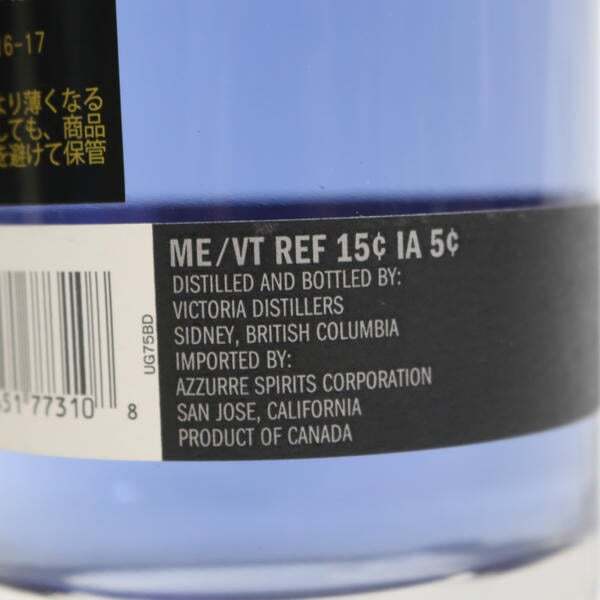 16-17
より薄くなる
しても、商品
を避けて保管
ME/VT REF 15¢ IA 5¢
DISTILLED AND BOTTLED BY:
VICTORIA DISTILLERS
SIDNEY, BRITISH COLUMBIA
IMPORTED BY:
AZZURRE SPIRITS CORPORATION
SAN JOSE, CALIFORNIA
PRODUCT OF CANADA
UG75BD
51 77310 8